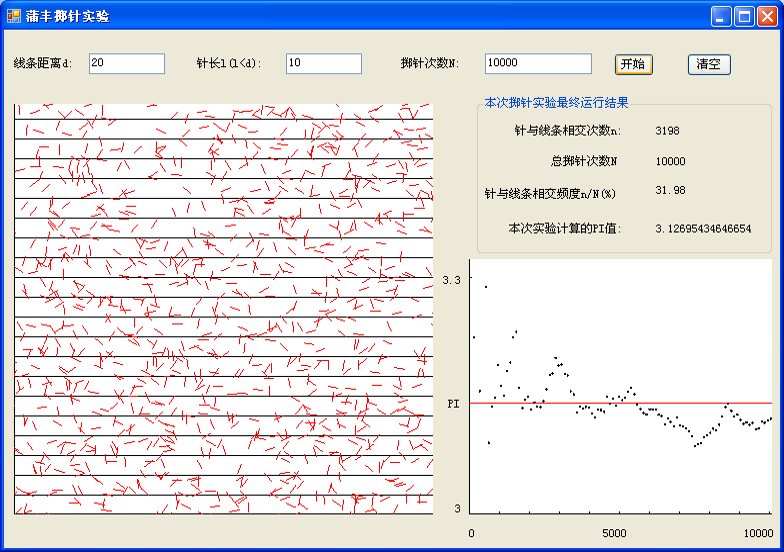 蒲丰掷针实验
线条距离d: 20 针长l(l<d): 10 掷针次数N: 10000 开始 清空
本次掷针实验最终运行结果
针与线条相交次数n: 3198
总掷针次数N 10000
针与线条相交频度n/N(%) 31.98
本次实验计算的PI值: 3.12695434646654
3.3
PI
3
0 5000 10000